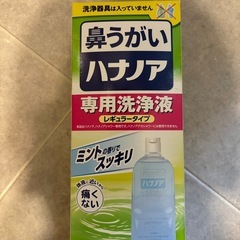 洗浄器具は入っていません
鼻うがい
ハナノア
専用洗浄液
レギュラータイプ
ミントの香りで
スッキリ
痛く
ない
ハナノア